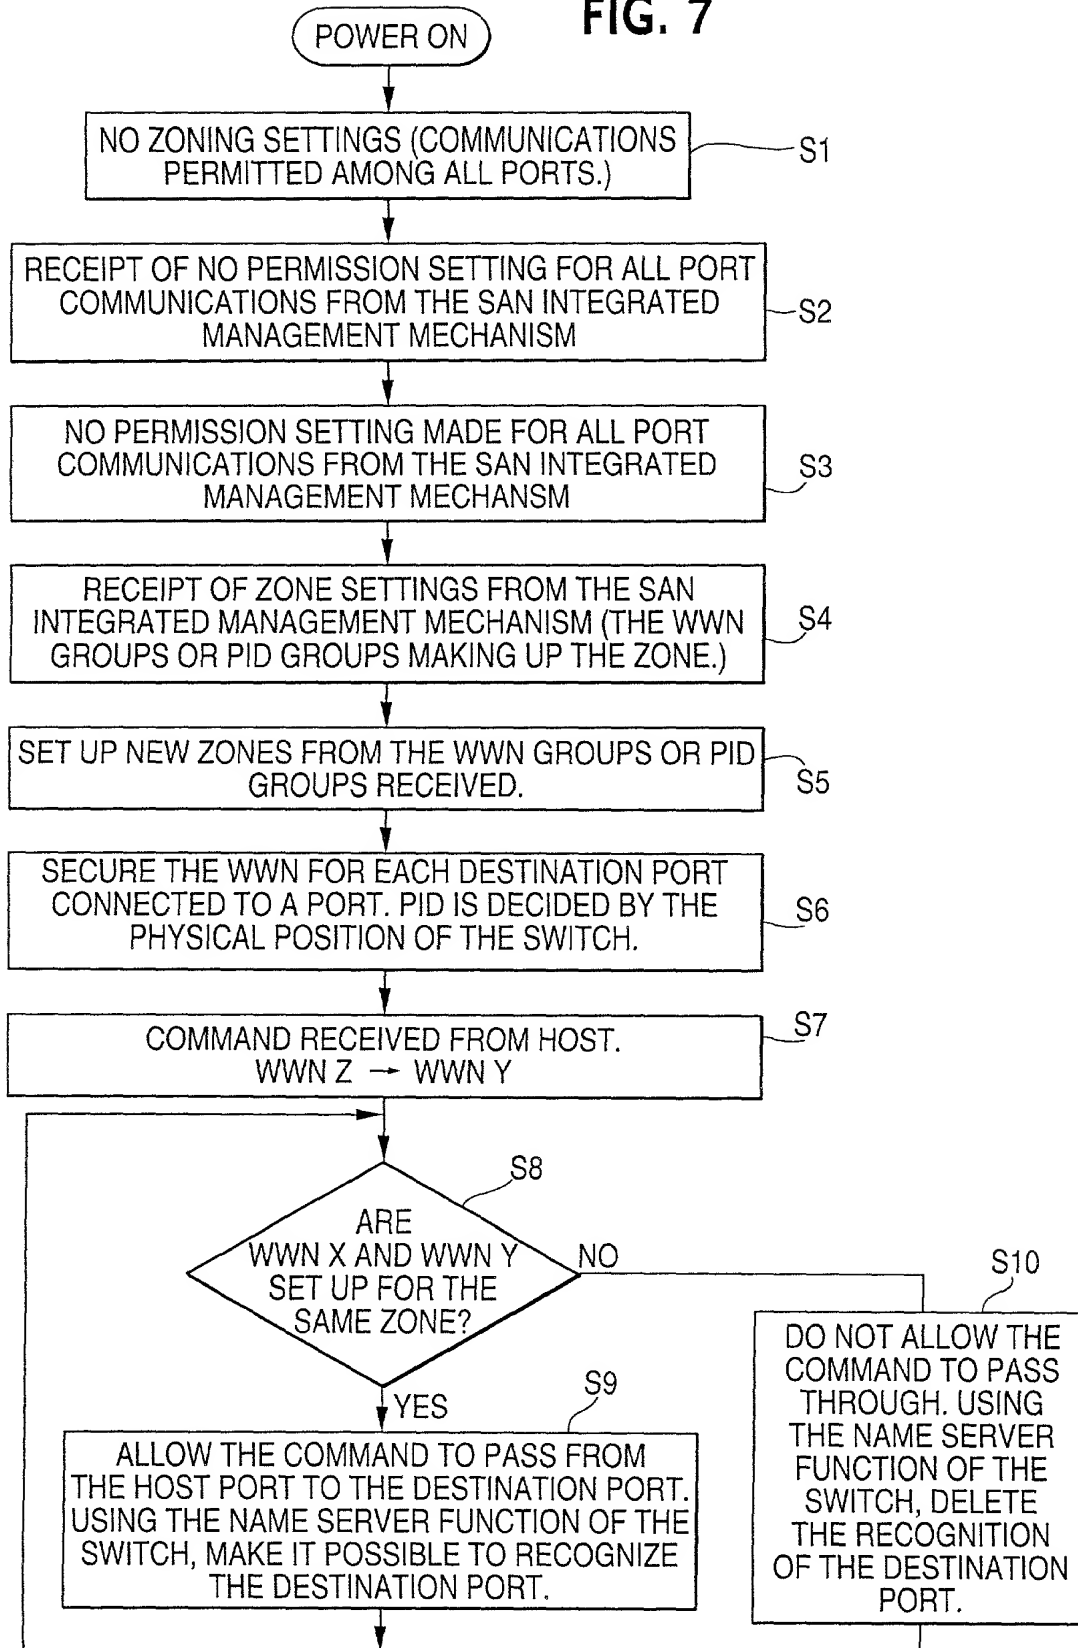 FIG. 7
POWER ON
NO ZONING SETTINGS (COMMUNICATIONS
PERMITTED AMONG ALL PORTS.)
S1
RECEIPT OF NO PERMISSION SETTING FOR ALL PORT
COMMUNICATIONS FROM THE SAN INTEGRATED
MANAGEMENT MECHANISM
S2
NO PERMISSION SETTING MADE FOR ALL PORT
COMMUNICATIONS FROM THE SAN INTEGRATED
MANAGEMENT MECHANSM
S3
RECEIPT OF ZONE SETTINGS FROM THE SAN
INTEGRATED MANAGEMENT MECHANISM (THE WWN
GROUPS OR PID GROUPS MAKING UP THE ZONE.)
S4
SET UP NEW ZONES FROM THE WWN GROUPS OR PID
GROUPS RECEIVED.
S5
SECURE THE WWN FOR EACH DESTINATION PORT
CONNECTED TO A PORT. PID IS DECIDED BY THE
PHYSICAL POSITION OF THE SWITCH.
S6
COMMAND RECEIVED FROM HOST.
WWN Z → WWN Y
S7
S8
ARE
WWN X AND WWN Y
SET UP FOR THE
SAME ZONE?
NO
YES
S9
ALLOW THE COMMAND TO PASS FROM
THE HOST PORT TO THE DESTINATION PORT.
USING THE NAME SERVER FUNCTION OF THE
SWITCH, MAKE IT POSSIBLE TO RECOGNIZE
THE DESTINATION PORT.
S10
DO NOT ALLOW THE
COMMAND TO PASS
THROUGH. USING
THE NAME SERVER
FUNCTION OF THE
SWITCH, DELETE
THE RECOGNITION
OF THE DESTINATION
PORT.